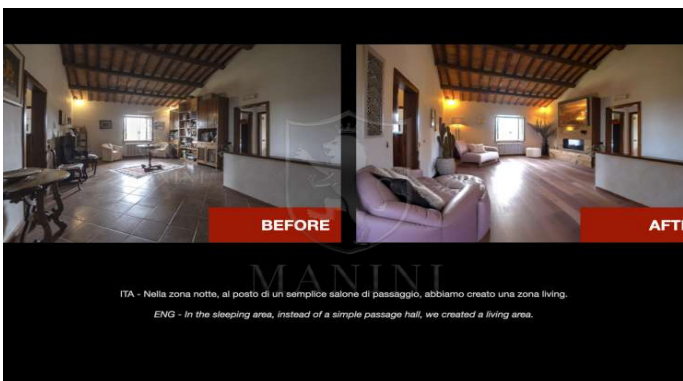 BEFORE
AFT
MANINI
ITA - Nella zona notte, al posto di un semplice salone di passaggio, abbiamo creato una zona living.
ENG - In the sleeping area, instead of a simple passage hall, we created a living area.